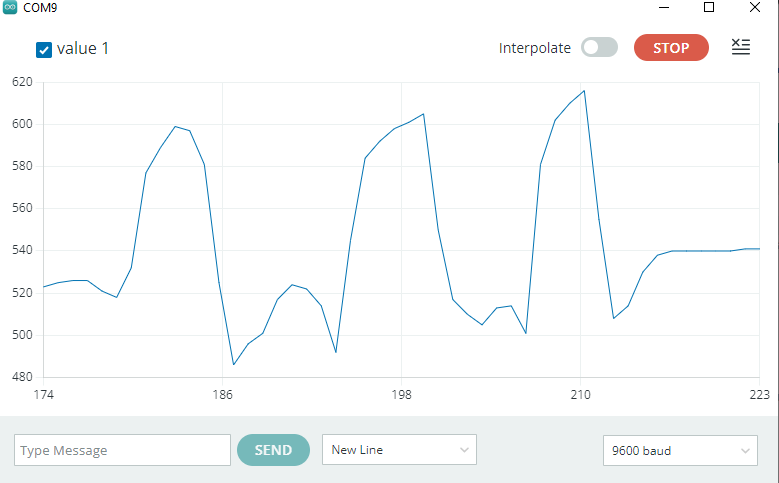 COM9
value 1
Interpolate
STOP
620
600
580
560
540
520
500
480
174 186 198 210 223
Type Message
SEND
New Line
9600 baud